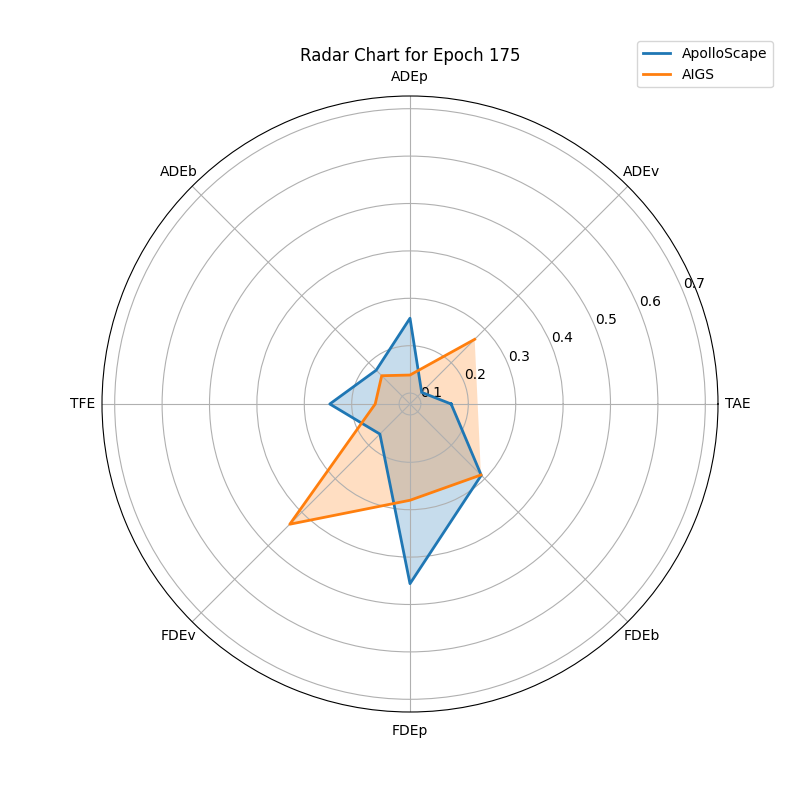 Radar Chart for Epoch 175
ApolloScape
AIGS
ADEp
ADEb
ADEv
0.7
0.6
0.5
0.4
0.3
0.2
0.1
TFE
TAE
FDEv
FDEb
FDEp